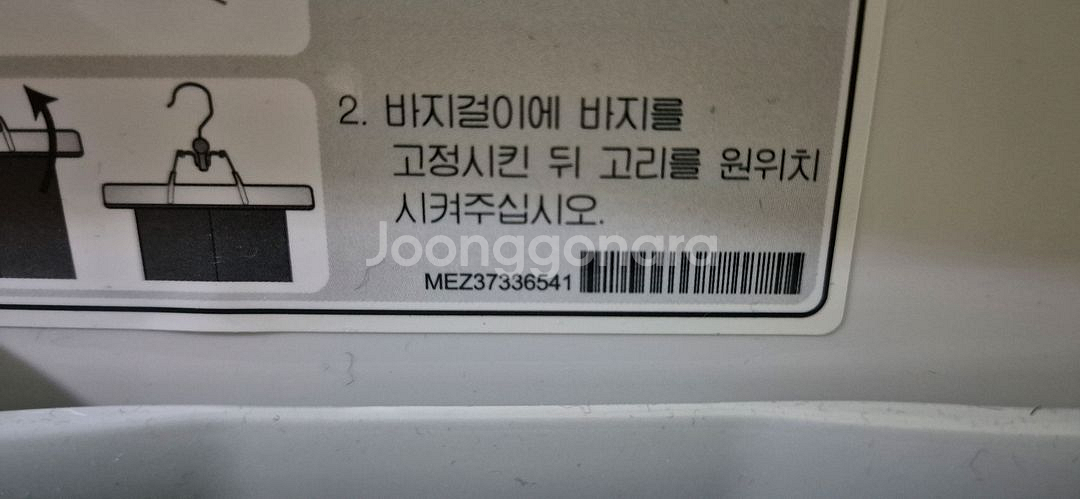 2. 바지걸이에 바지를
고정시킨 뒤 고리를 원위치
시켜주십시오.
Joonggonara
MEZ37336541